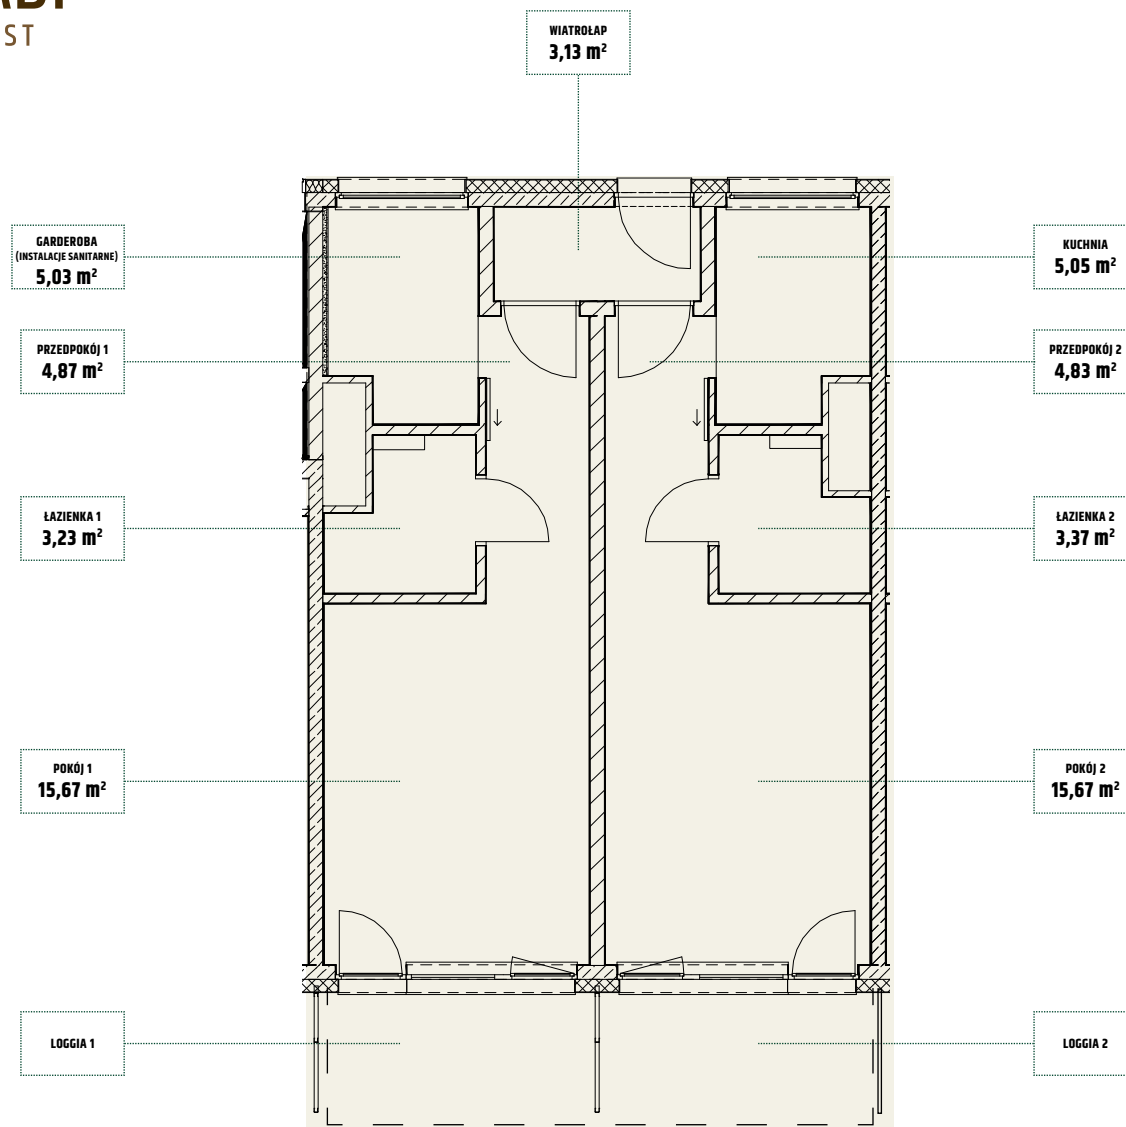 ST
WIATROŁAP
3,13 m²
GARDEROBA
(INSTALACJE SANITARNE)
5,03 m²
KUCHNIA
5,05 m²
PRZEDPOKÓJ 1
4,87 m²
PRZEDPOKÓJ 2
4,83 m²
ŁAZIENKA 1
3,23 m²
ŁAZIENKA 2
3,37 m²
POKÓJ 1
15,67 m²
POKÓJ 2
15,67 m²
LOGGIA 1
LOGGIA 2